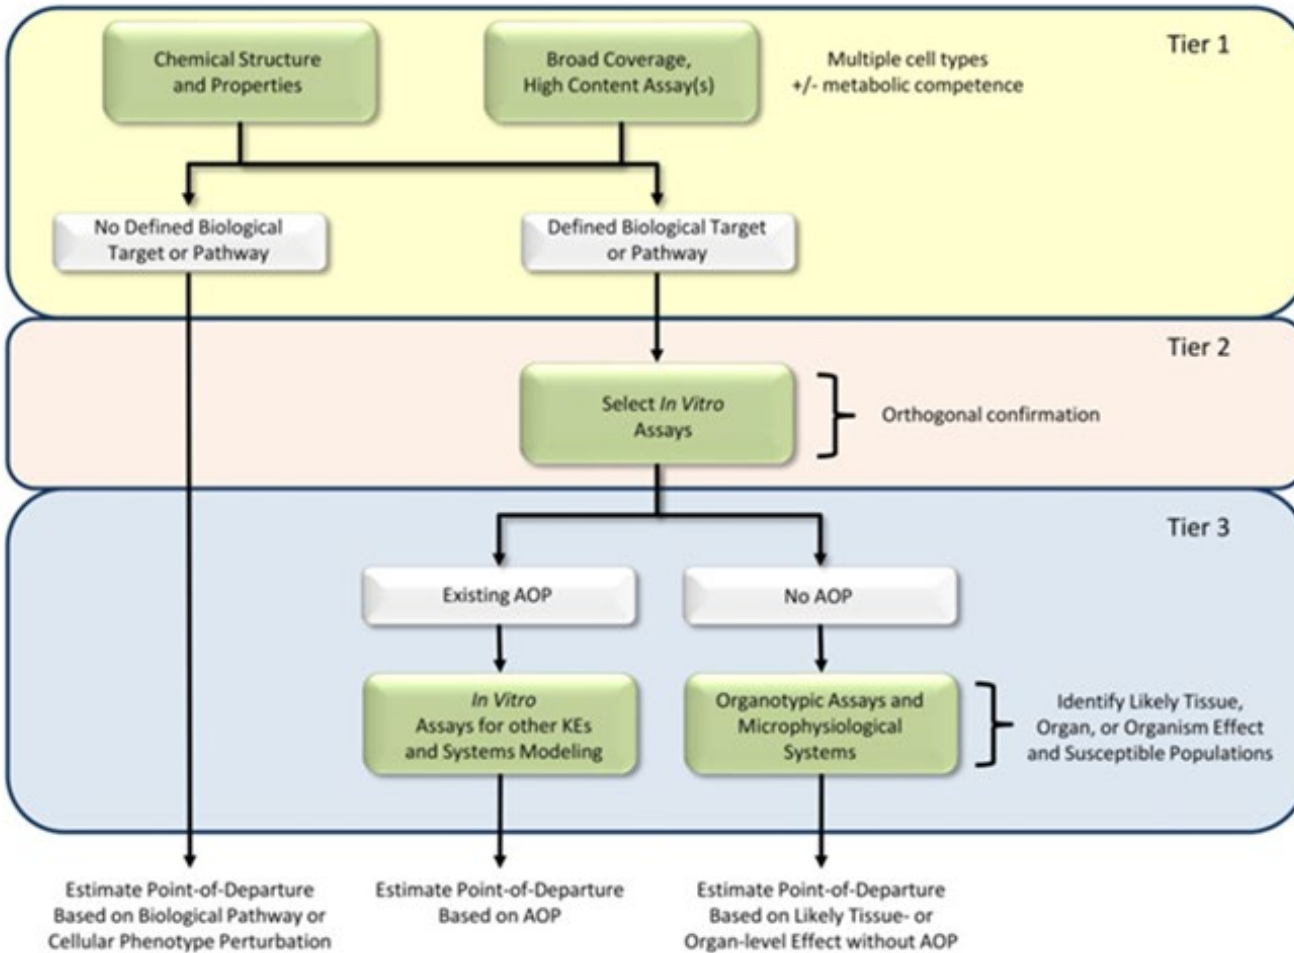 Tier 1
Chemical Structure
and Properties
Broad Coverage,
High Content Assay(s)
Multiple cell types
+/- metabolic competence
No Defined Biological
Target or Pathway
Defined Biological Target
or Pathway
Tier 2
Select In Vitro
Assays
Orthogonal confirmation
Tier 3
Existing AOP
No AOP
In Vitro
Assays for other KEs
and Systems Modeling
Organotypic Assays and
Microphysiological
Systems
Identify Likely Tissue,
Organ, or Organism Effect
and Susceptible Populations
Estimate Point-of-Departure
Based on Biological Pathway or
Cellular Phenotype Perturbation
Estimate Point-of-Departure
Based on AOP
Estimate Point-of-Departure
Based on Likely Tissue- or
Organ-level Effect without AOP